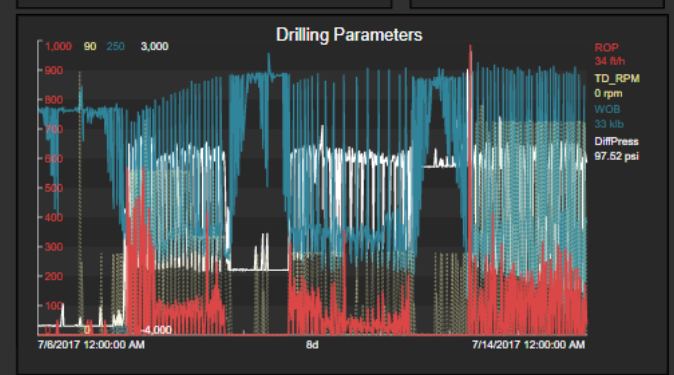 Drilling Parameters
1,000 90 250 3,000
ROP
34 ft/h
TD_RPM
0 rpm
WOB
33 klb
DiffPress
97.52 psi
900
800
700
600
500
400
300
200
100
0 0 -4,000
7/6/2017 12:00:00 AM 8d 7/14/2017 12:00:00 AM